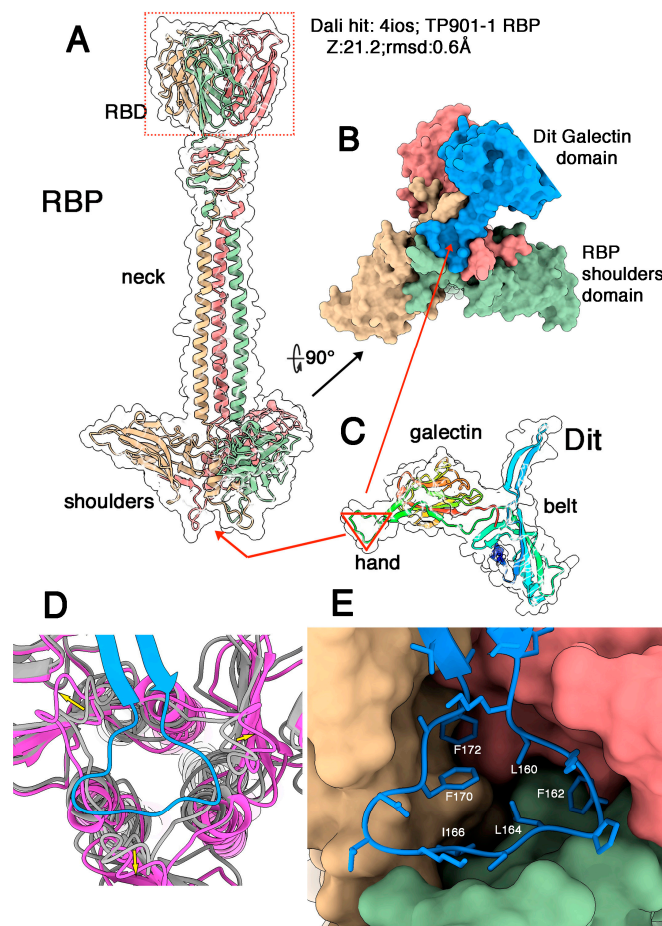 A
Dali hit: 4ios; TP901-1 RBP
Z:21.2;rmsd:0.6Å
RBD
RBP
neck
shoulders
B
Dit Galectin
domain
RBP
shoulders
domain
90°
C
galectin
Dit
belt
hand
D
E
F172
L160
F170
F162
I166
L164